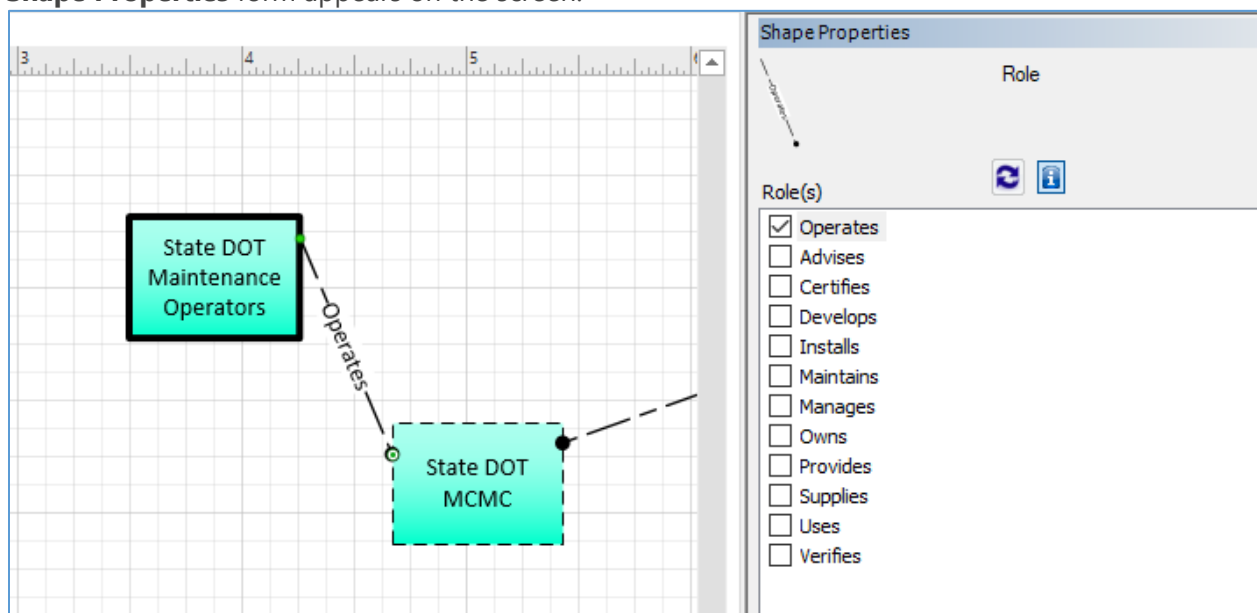 Shape Properties form appears on the screen.
3 4 5
State DOT
Maintenance
Operators
Operates
State DOT
MCMC
Shape Properties
Operates
Role
Role(s)
Operates
Advises
Certifies
Develops
Installs
Maintains
Manages
Owns
Provides
Supplies
Uses
Verifies